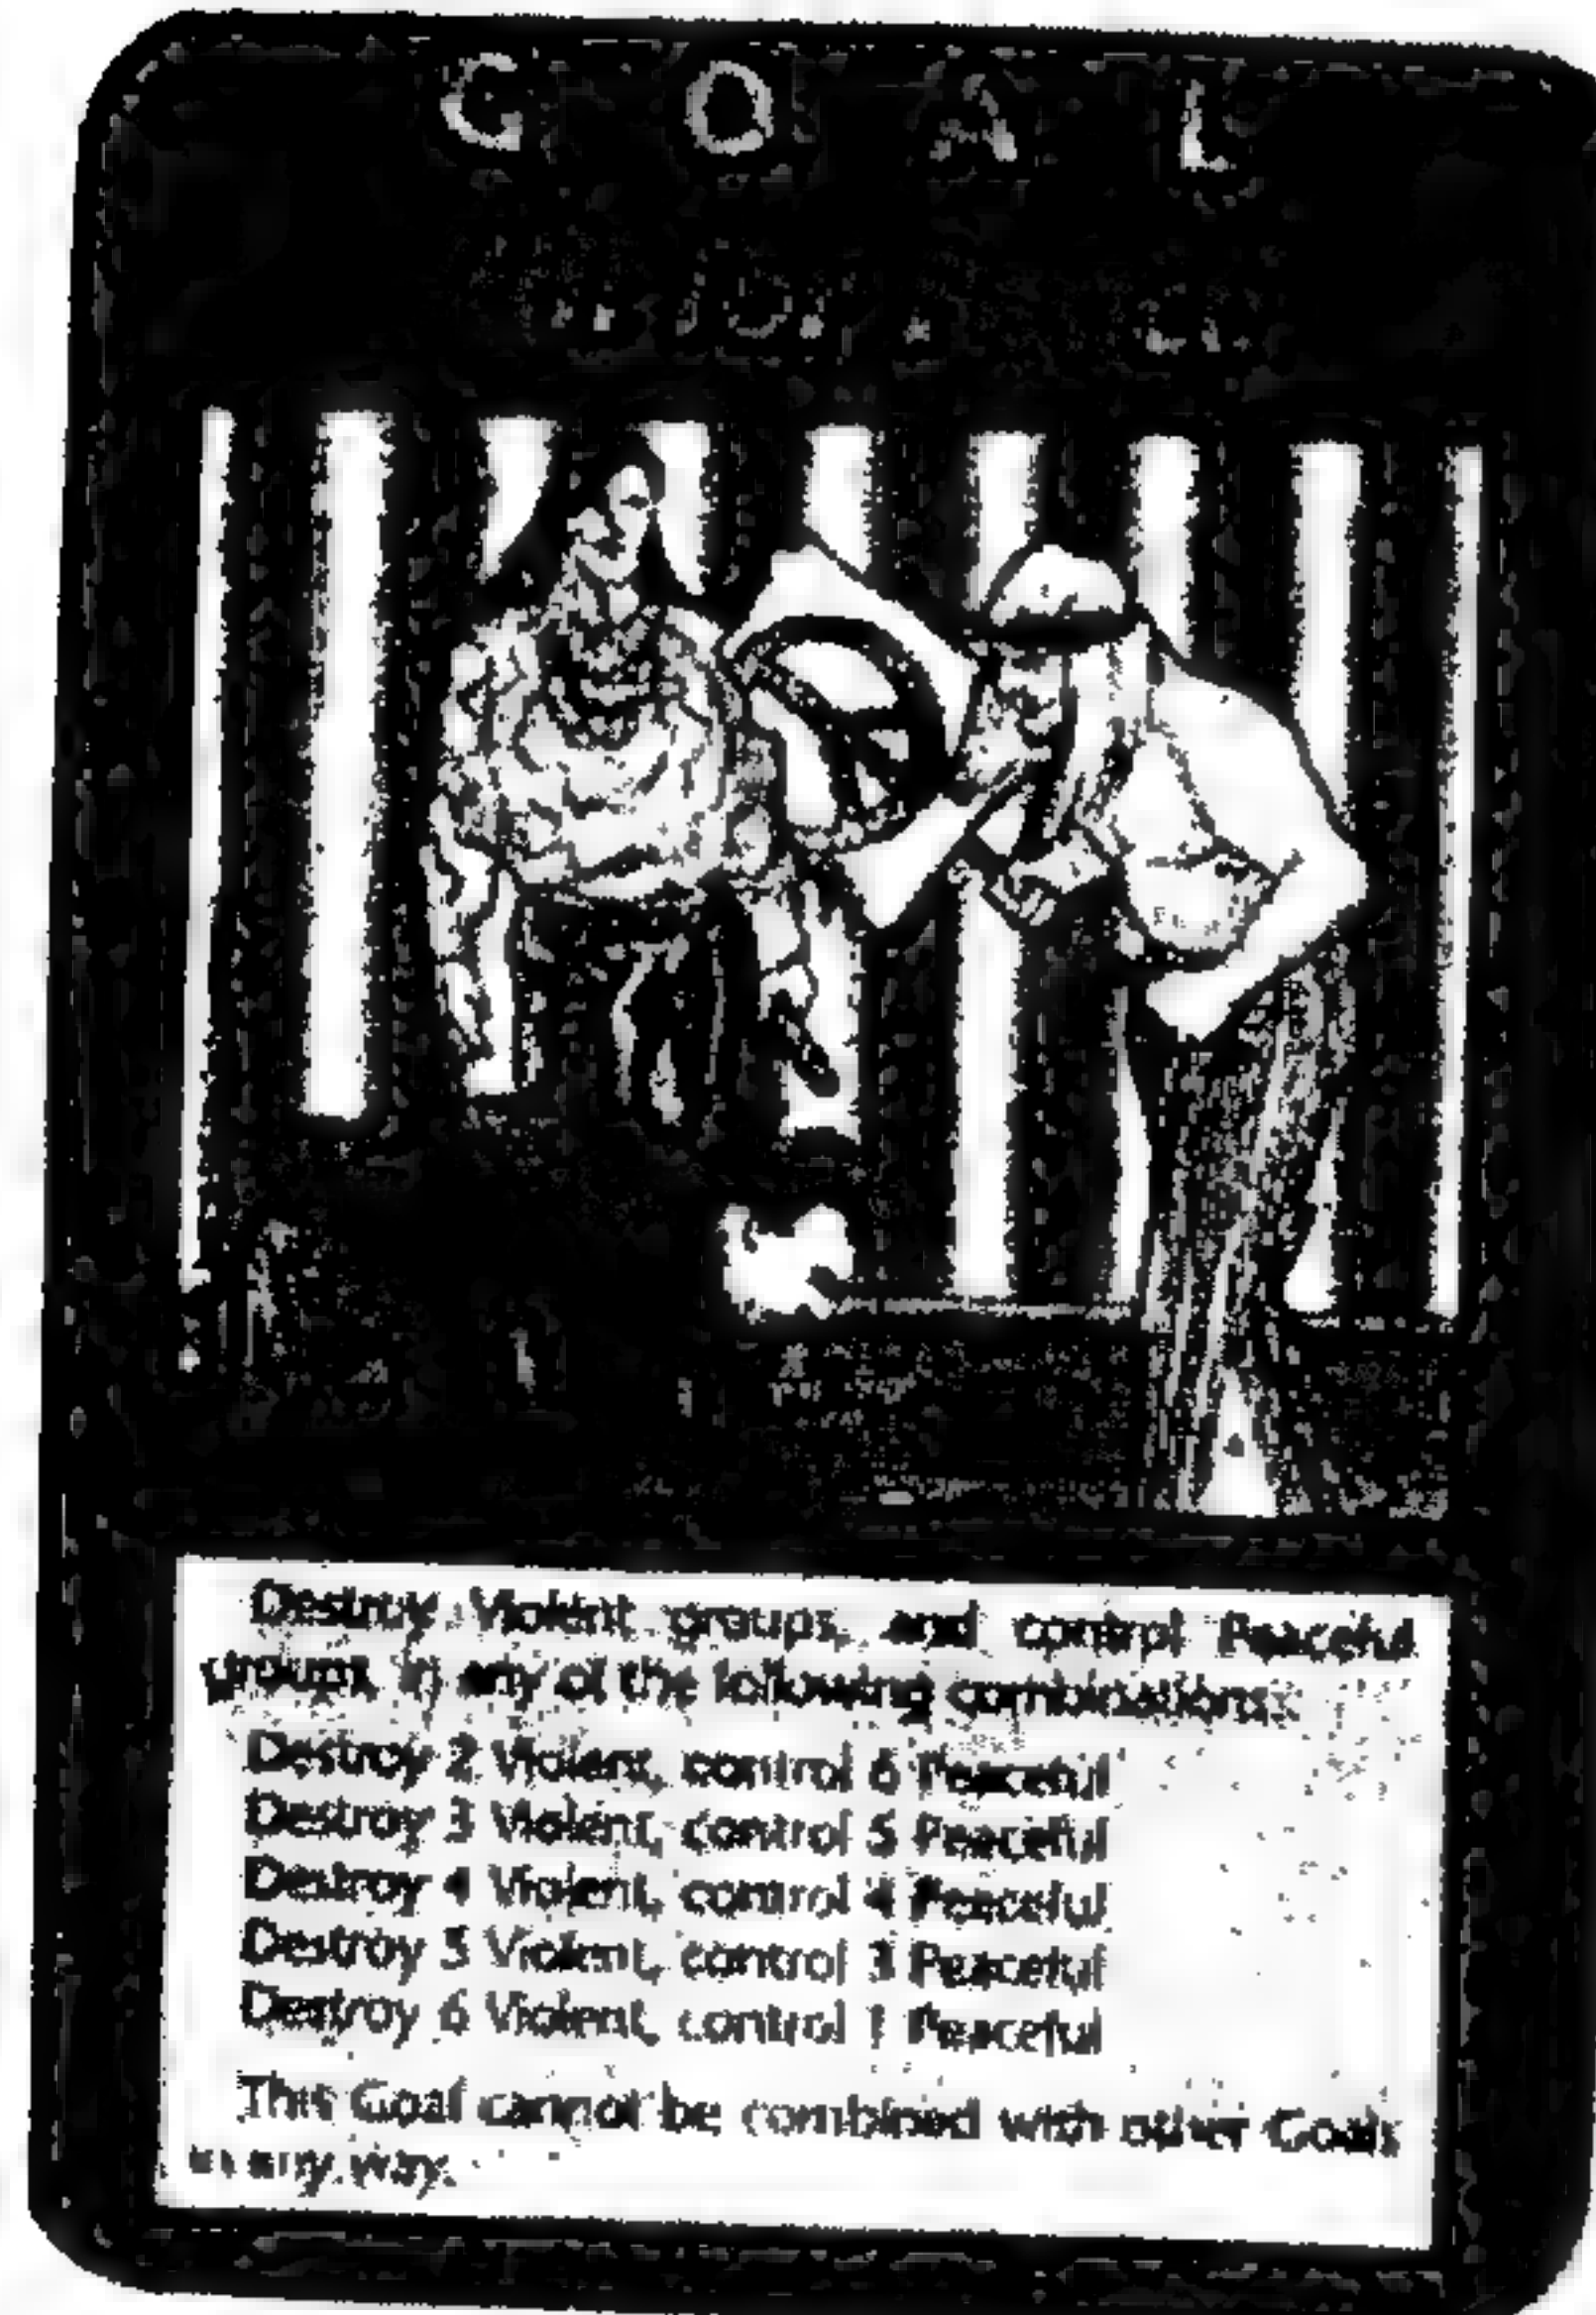 GOAL
Destroy Violent groups, and control Peaceful
groups, in any of the following combinations:
Destroy 2 Violent, control 6 Peaceful
Destroy 3 Violent, control 5 Peaceful
Destroy 4 Violent, control 4 Peaceful
Destroy 5 Violent, control 3 Peaceful
Destroy 6 Violent, control 1 Peaceful
This Goal cannot be combined with other Goals
in any way.